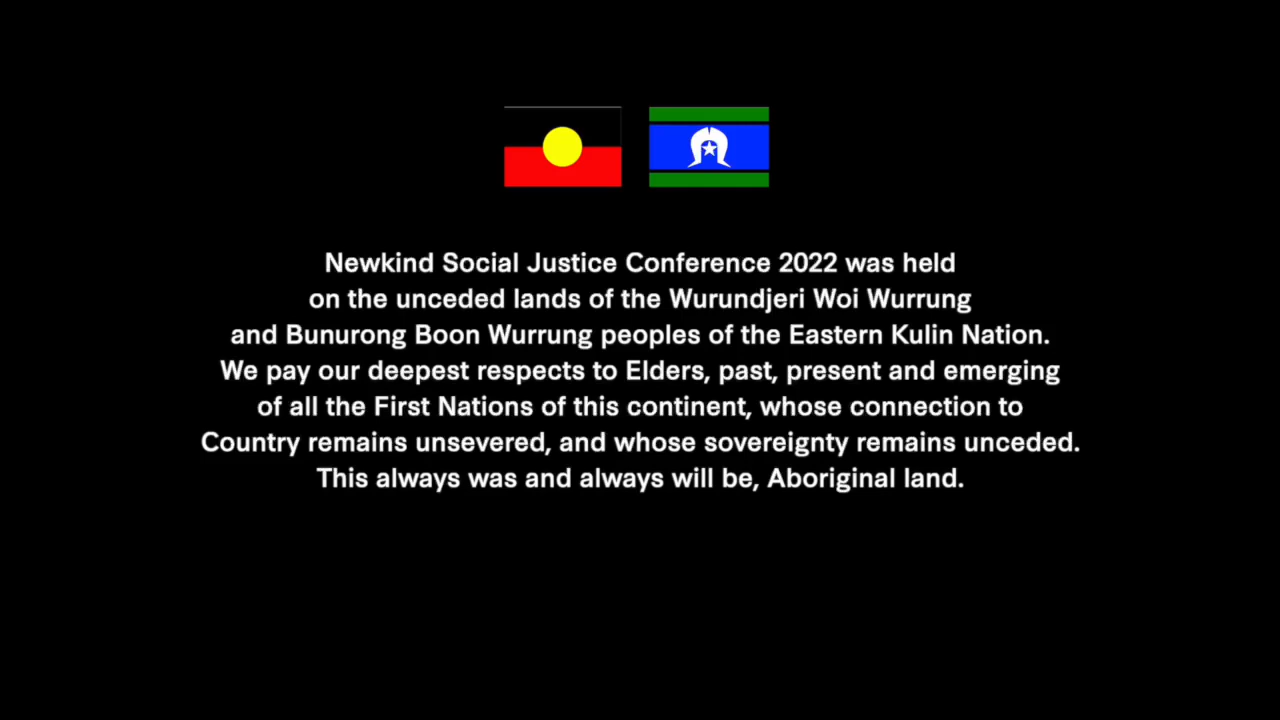 Newkind Social Justice Conference 2022 was held
on the unceded lands of the Wurundjeri Woi Wurrung
and Bunurong Boon Wurrung peoples of the Eastern Kulin Nation.
We pay our deepest respects to Elders, past, present and emerging
of all the First Nations of this continent, whose connection to
Country remains unsevered, and whose sovereignty remains unceded.
This always was and always will be, Aboriginal land.